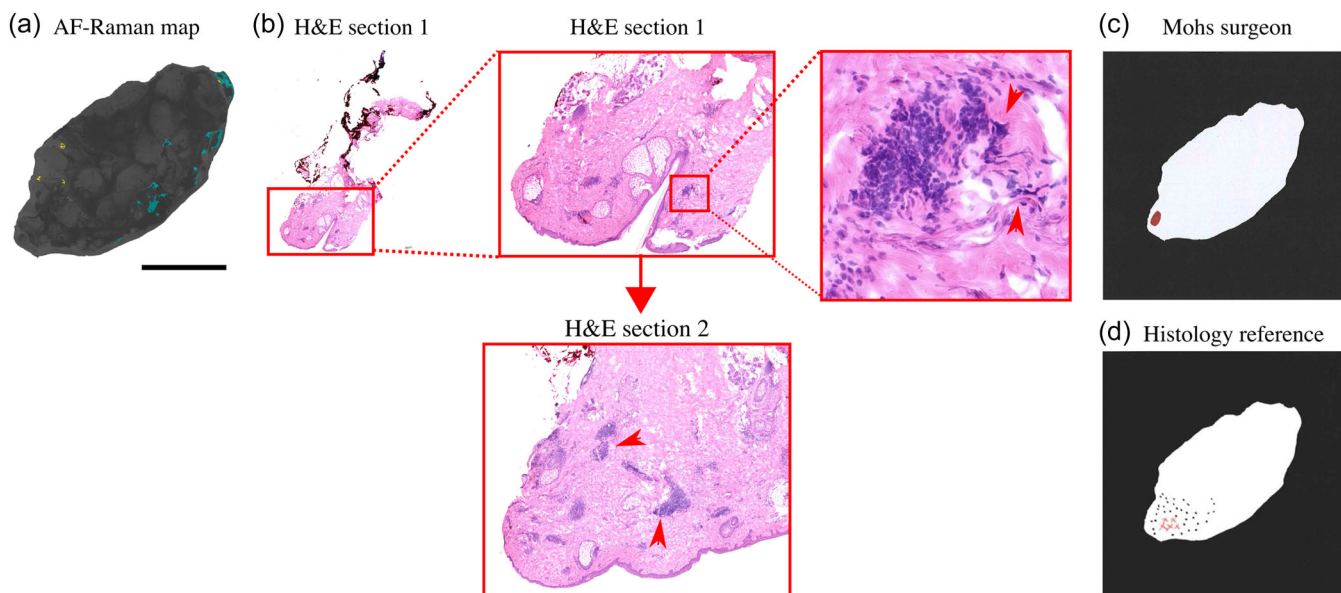 (a) AF-Raman map
(b) H&E section 1
H&E section 1
(c) Mohs surgeon
H&E section 2
(d) Histology reference